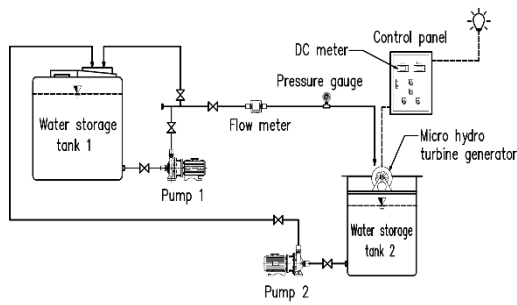 Control panel
DC meter
Pressure gauge
Water storage
tank 1
Flow meter
Micro hydro
turbine generator
Pump 1
Water storage
tank 2
Pump 2